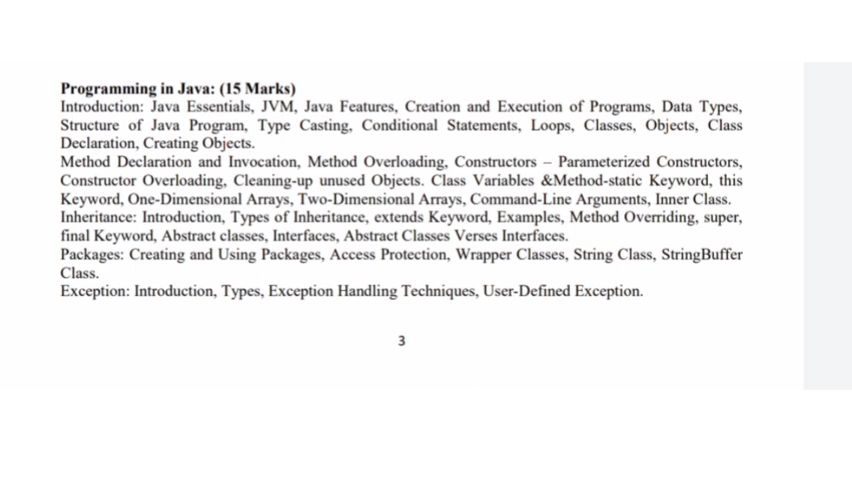 Programming in Java: (15 Marks)
Introduction: Java Essentials, JVM, Java Features, Creation and Execution of Programs, Data Types,
Structure of Java Program, Type Casting, Conditional Statements, Loops, Classes, Objects, Class
Declaration, Creating Objects.
Method Declaration and Invocation, Method Overloading, Constructors – Parameterized Constructors,
Constructor Overloading, Cleaning-up unused Objects. Class Variables &Method-static Keyword, this
Keyword, One-Dimensional Arrays, Two-Dimensional Arrays, Command-Line Arguments, Inner Class.
Inheritance: Introduction, Types of Inheritance, extends Keyword, Examples, Method Overriding, super,
final Keyword, Abstract classes, Interfaces, Abstract Classes Verses Interfaces.
Packages: Creating and Using Packages, Access Protection, Wrapper Classes, String Class, StringBuffer
Class.
Exception: Introduction, Types, Exception Handling Techniques, User-Defined Exception.
3